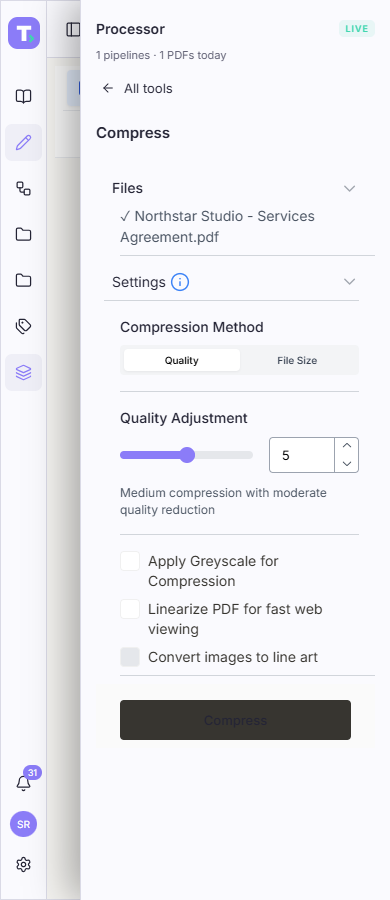 Processor
LIVE
1 pipelines · 1 PDFs today
← All tools
Compress
Files
✓ Northstar Studio - Services
Agreement.pdf
Settings
Compression Method
Quality
File Size
Quality Adjustment
5
Medium compression with moderate
quality reduction
Apply Greyscale for
Compression
Linearize PDF for fast web
viewing
Convert images to line art
Compress
31
SR